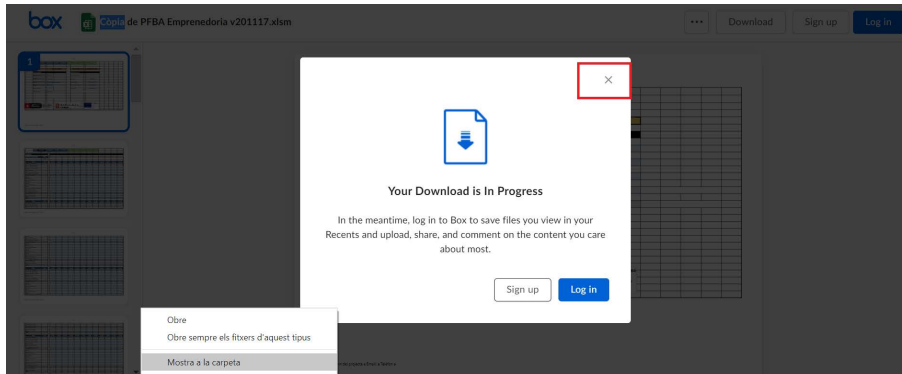 box
Còpia de PFBA Emprenedoria v201117.xlsm
...
Download
Sign up
Log in
1
Your Download is In Progress
In the meantime, log in to Box to save files you view in your
Recents and upload, share, and comment on the content you care
about most.
Sign up
Log in
Obre
Obre sempre els fitxers d'aquest tipus
Mostra a la carpeta